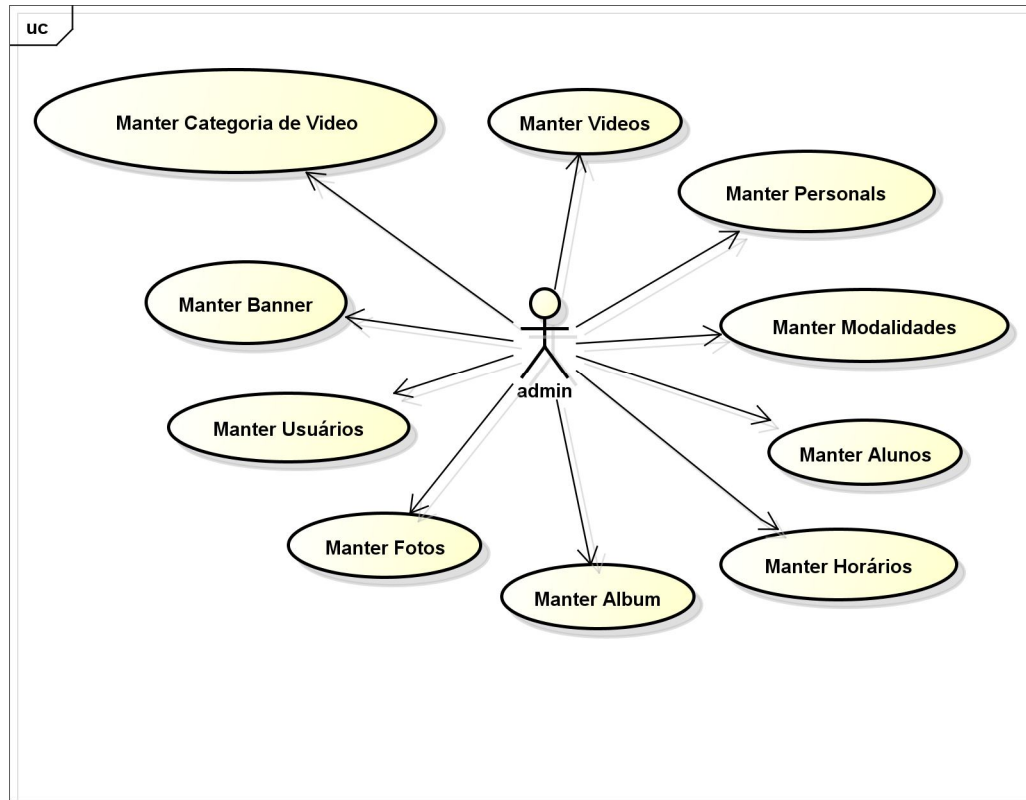 uc
Manter Categoria de Video
Manter Videos
Manter Personals
Manter Banner
Manter Modalidades
admin
Manter Usuários
Manter Alunos
Manter Fotos
Manter Horários
Manter Album